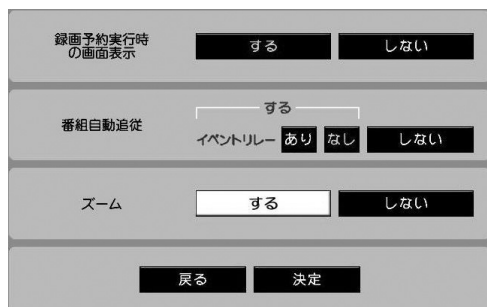 録画予約実行時
の画面表示
する
しない
する
番組自動追従
イベントリレー あり なし
しない
ズーム
する
しない
戻る
決定